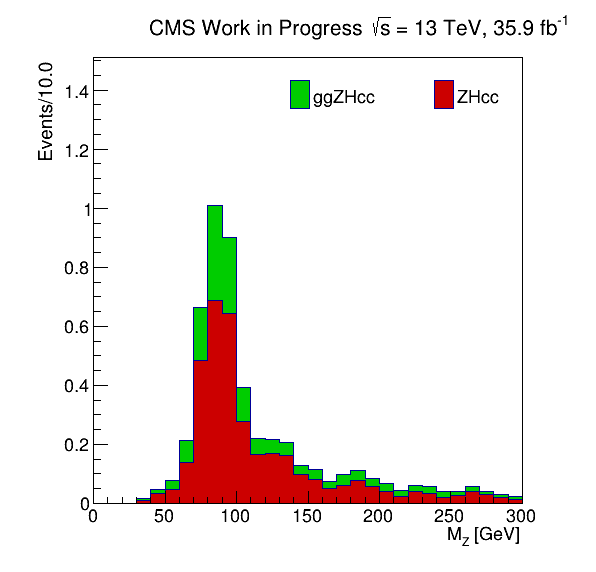 CMS Work in Progress √s = 13 TeV, 35.9 fb⁻¹
Events/10.0
ggZHcc
ZHcc
1.4
1.2
1
0.8
0.6
0.4
0.2
0
0 50 100 150 200 250 300
M_Z [GeV]